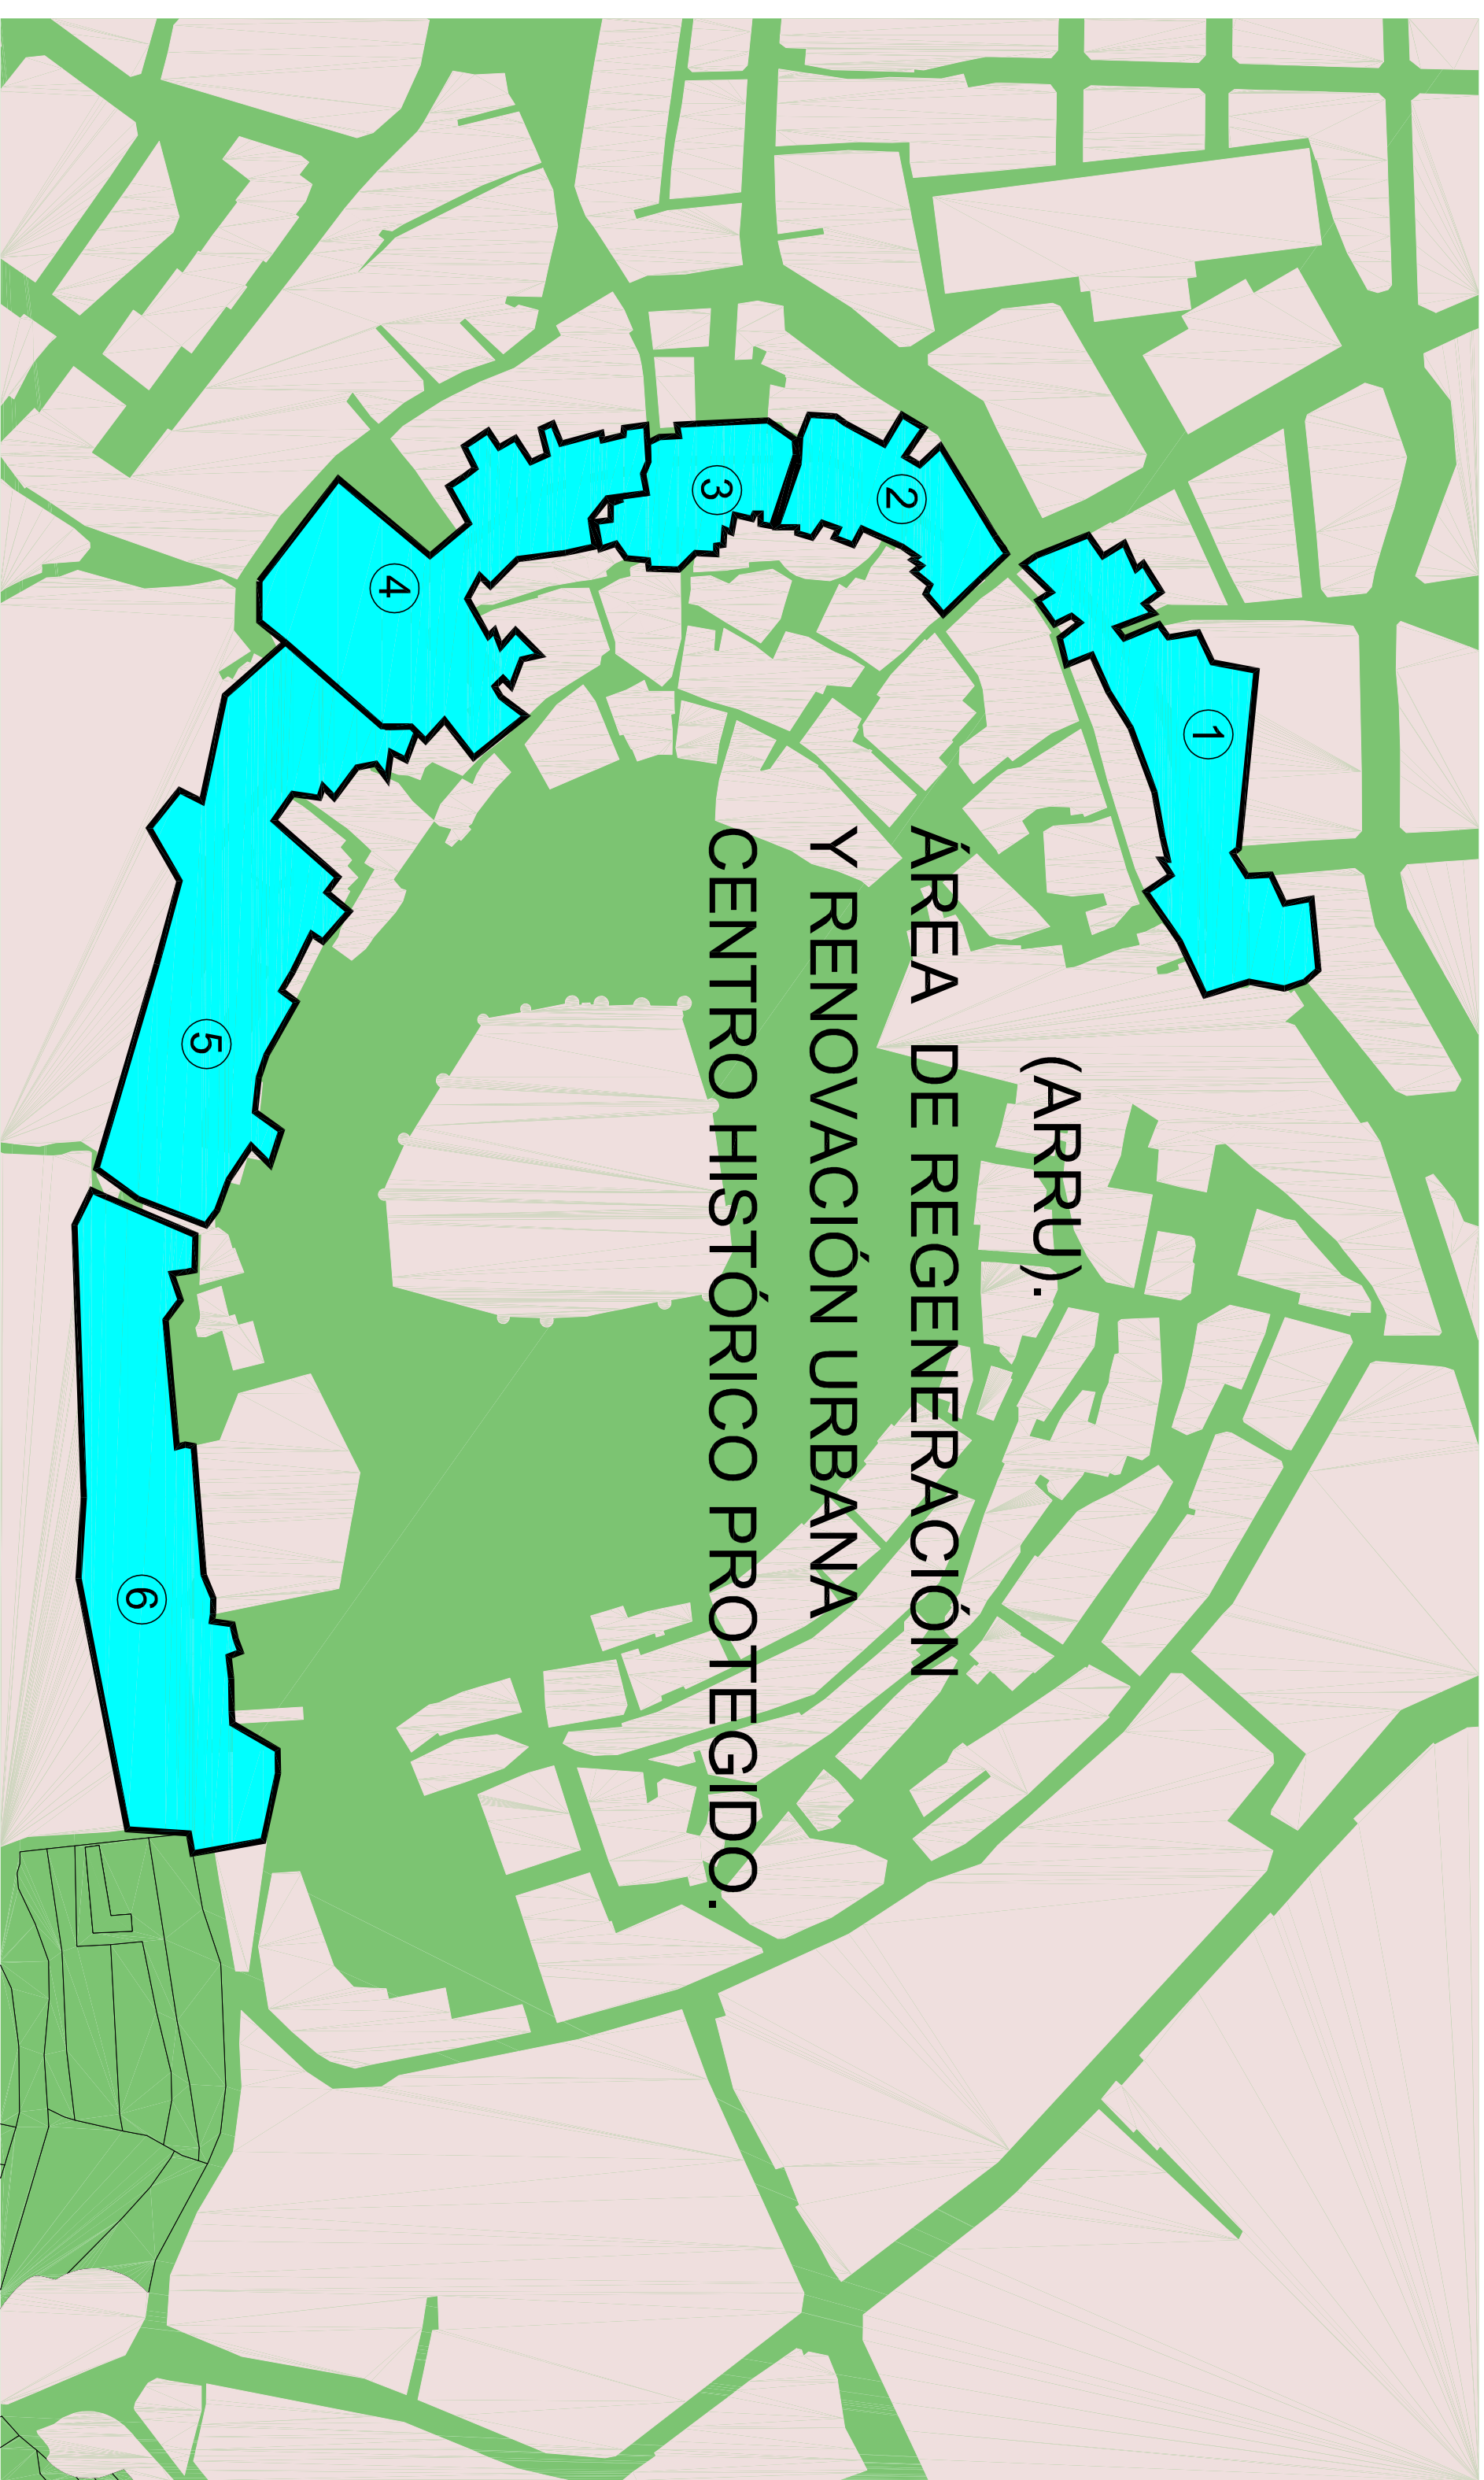 (ARRU).
ÁREA DE REGENERACIÓN
Y RENOVACIÓN URBANA
CENTRO HISTÓRICO PROTEGIDO.
1
2
3
4
5
6